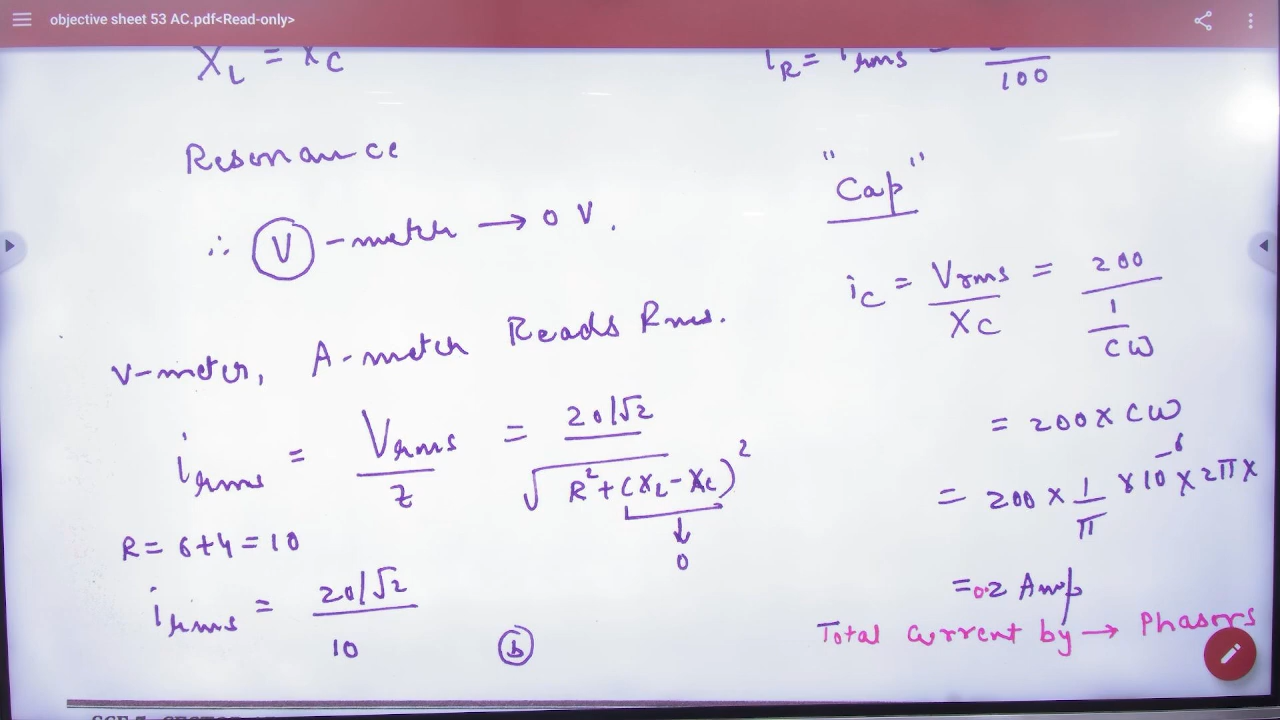 objective sheet 53 AC.pdf<Read-only>
X_L = X_C
Resonance
∴ (V) -meter → 0 V.
V-meter, A-meter Reads Rms.
i_rms = V_rms / Z = 20/√2 / √R²+(X_L-X_C)²
↓
0
R = 6+4 = 10
i_rms = 20/√2 / 10
(b)
i_R = i_rms =
100
"Cap"
i_C = V_rms / X_C = 200 / 1/Cω
= 200 × Cω
= 200 × 1/π × 10⁻⁶ × 2π ×
= 0.2 Amp
Total current by → Phasors